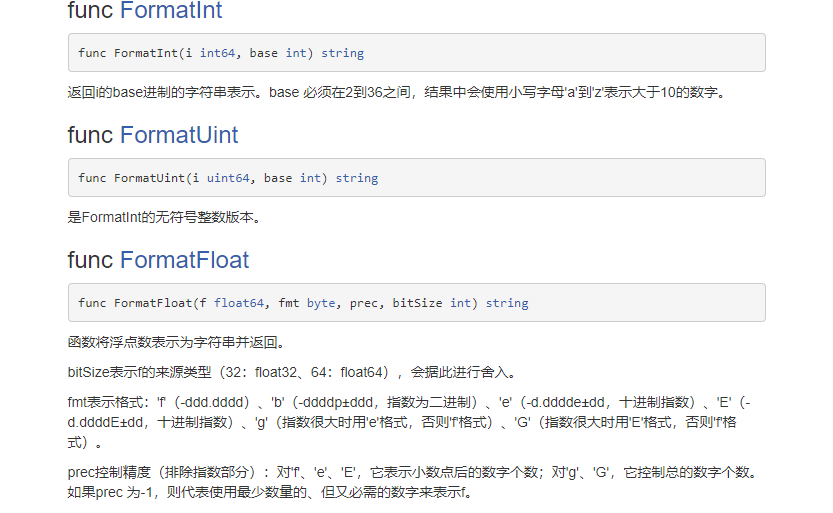 func FormatInt
func FormatInt(i int64, base int) string
返回i的base进制的字符串表示。base 必须在2到36之间，结果中会使用小写字母'a'到'z'表示大于10的数字。
func FormatUint
func FormatUint(i uint64, base int) string
是FormatInt的无符号整数版本。
func FormatFloat
func FormatFloat(f float64, fmt byte, prec, bitSize int) string
函数将浮点数表示为字符串并返回。
bitSize表示f的来源类型（32：float32、64：float64），会据此进行舍入。
fmt表示格式：'f'（-ddd.dddd）、'b'（-ddddp±ddd，指数为二进制）、'e'（-d.dddde±dd，十进制指数）、'E'（-
d.ddddE±dd，十进制指数）、'g'（指数很大时用'e'格式，否则'f'格式）、'G'（指数很大时用'E'格式，否则'f'格
式）。
prec控制精度（排除指数部分）：对'f'、'e'、'E'，它表示小数点后的数字个数；对'g'、'G'，它控制总的数字个数。
如果prec 为-1，则代表使用最少数量的、但又必需的数字来表示f。